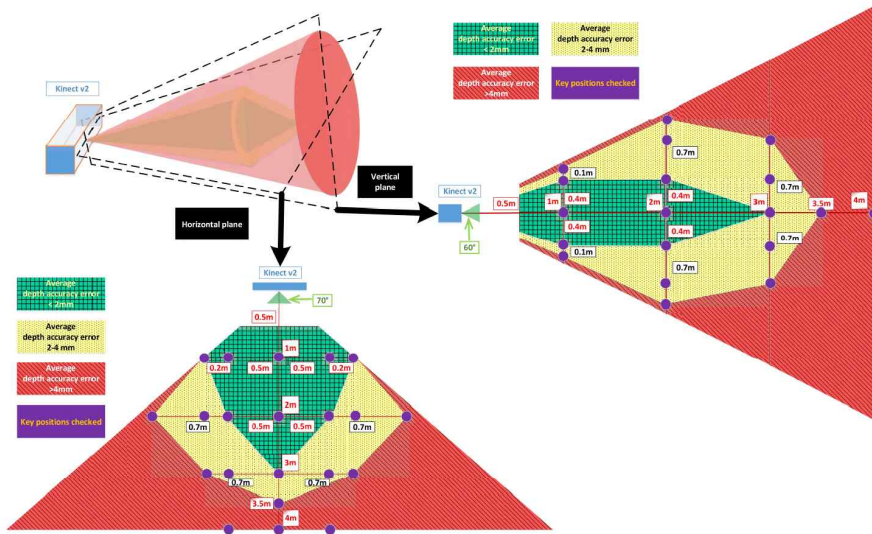 Kinect v2
Vertical
plane
Horizontal plane
Average
depth accuracy error
< 2mm
Average
depth accuracy error
2-4 mm
Average
depth accuracy error
>4mm
Key positions checked
Kinect v2
60°
0.5m
1m
2m
3m
3.5m
4m
0.1m
0.4m
0.4m
0.1m
0.7m
0.4m
0.4m
0.7m
0.7m
0.7m
Kinect v2
70°
0.5m
Average
depth accuracy error
< 2mm
Average
depth accuracy error
2-4 mm
Average
depth accuracy error
>4mm
Key positions checked
1m
0.2m
0.5m
0.5m
0.2m
2m
0.7m
0.5m
0.5m
0.7m
3m
0.7m
0.7m
3.5m
4m